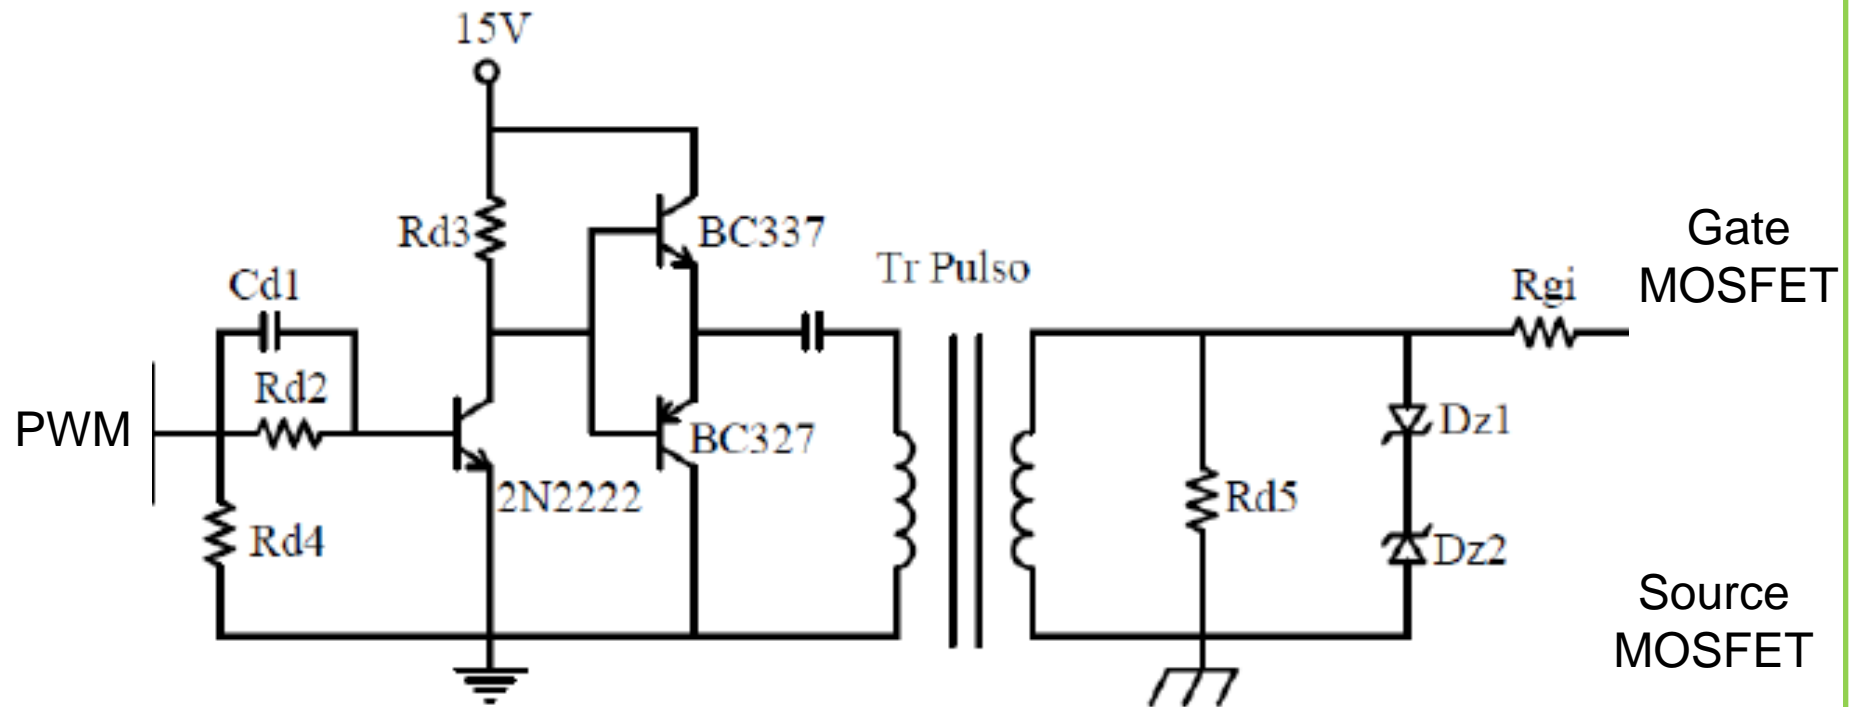 15V
Rd3
BC337
Gate
MOSFET
Tr Pulso
Rgi
Cd1
Rd2
PWM
BC327
Dz1
2N2222
Rd5
Rd4
Dz2
Source
MOSFET